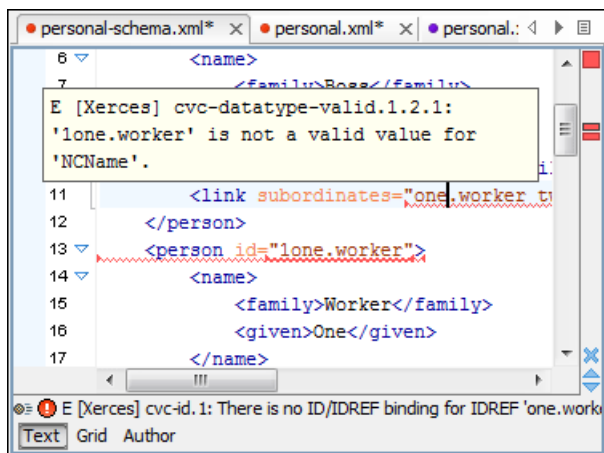 personal-schema.xml* × personal.xml* × personal.:
6 <name>
7 <family>Boss</family>
E [Xerces] cvc-datatype-valid.1.2.1:
'1one.worker' is not a valid value for
'NCName'.
11 <link subordinates="one.worker
12 </person>
13 <person id="1one.worker">
14 <name>
15 <family>Worker</family>
16 <given>One</given>
17 </name>
E [Xerces] cvc-id.1: There is no ID/IDREF binding for IDREF 'one.worke
Text Grid Author